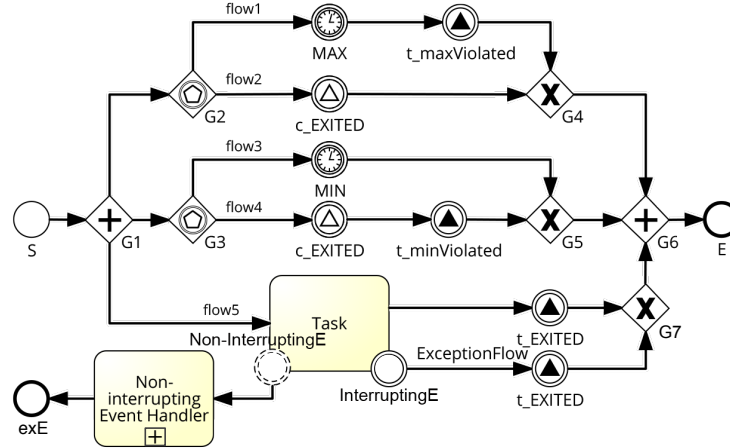 flow1
MAX
t_maxViolated
flow2
G2
c_EXITED
G4
flow3
MIN
flow4
S
G1
G3
c_EXITED
t_minViolated
G5
G6
E
flow5
Task
Non-InterruptingE
t_EXITED
G7
ExceptionFlow
InterruptingE
t_EXITED
Non-
interrupting
Event Handler
exE